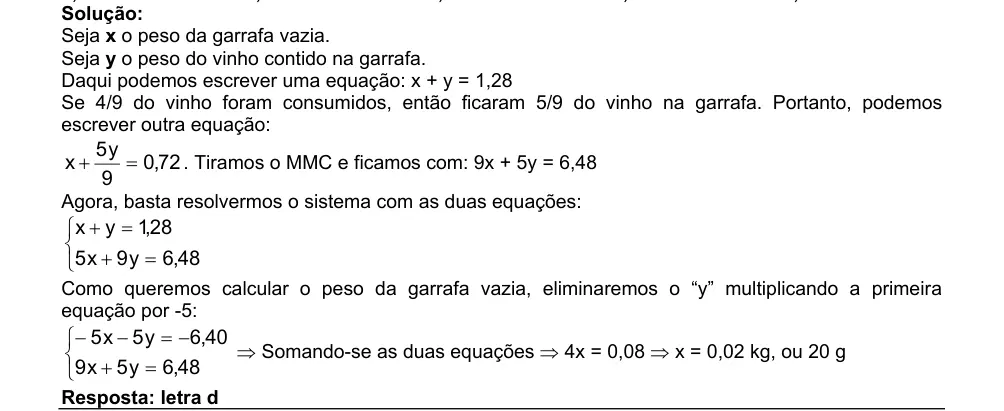 Solução:
Seja x o peso da garrafa vazia.
Seja y o peso do vinho contido na garrafa.
Daqui podemos escrever uma equação: x + y = 1,28
Se 4/9 do vinho foram consumidos, então ficaram 5/9 do vinho na garrafa. Portanto, podemos
escrever outra equação:
x + 5y/9 = 0,72. Tiramos o MMC e ficamos com: 9x + 5y = 6,48
Agora, basta resolvermos o sistema com as duas equações:
x + y = 1,28
5x + 9y = 6,48
Como queremos calcular o peso da garrafa vazia, eliminaremos o “y” multiplicando a primeira
equação por -5:
− 5x − 5y = −6,40
9x + 5y = 6,48
⇒ Somando-se as duas equações ⇒ 4x = 0,08 ⇒ x = 0,02 kg, ou 20 g
Resposta: letra d